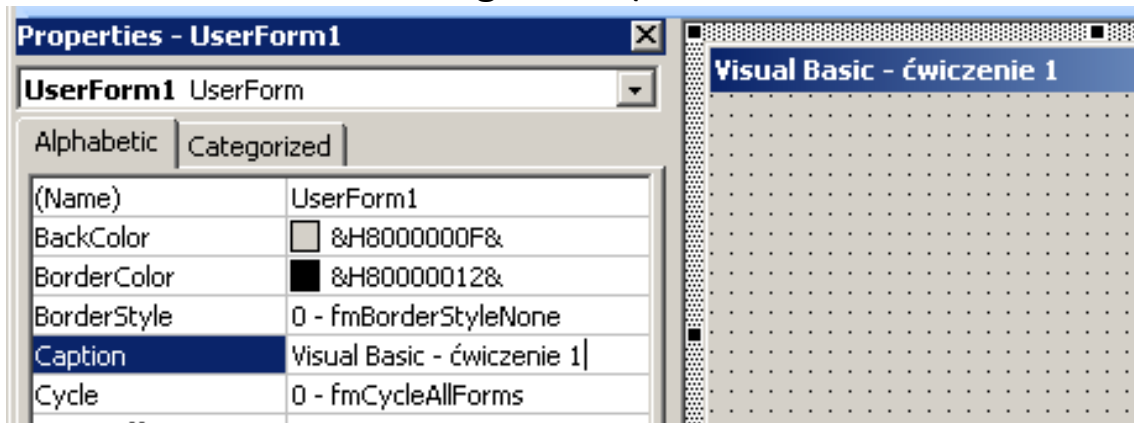 Properties - UserForm1
UserForm1 UserForm
Alphabetic Categorized
(Name) UserForm1
BackColor &H8000000F&
BorderColor &H80000012&
BorderStyle 0 - fmBorderStyleNone
Caption Visual Basic - ćwiczenie 1
Cycle 0 - fmCycleAllForms
Visual Basic - ćwiczenie 1